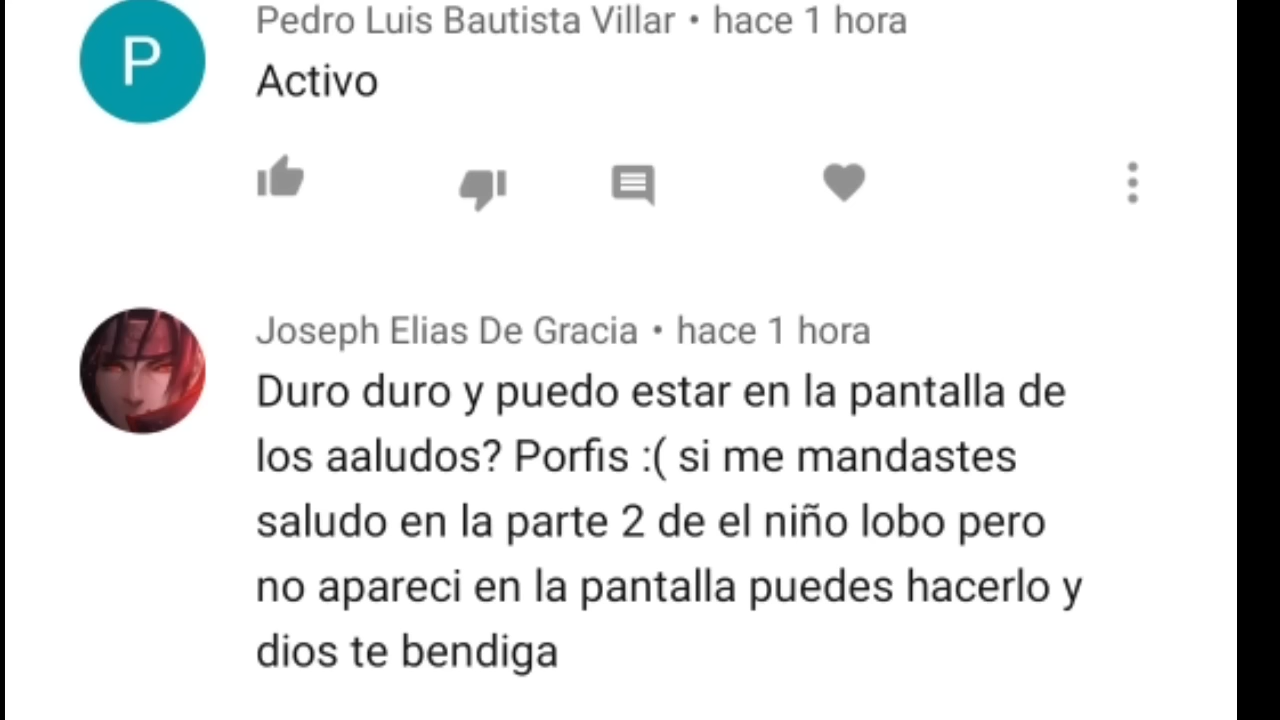 Pedro Luis Bautista Villar • hace 1 hora
P
Activo
Joseph Elias De Gracia • hace 1 hora
Duro duro y puedo estar en la pantalla de
los aaludos? Porfis :( si me mandastes
saludo en la parte 2 de el niño lobo pero
no apareci en la pantalla puedes hacerlo y
dios te bendiga